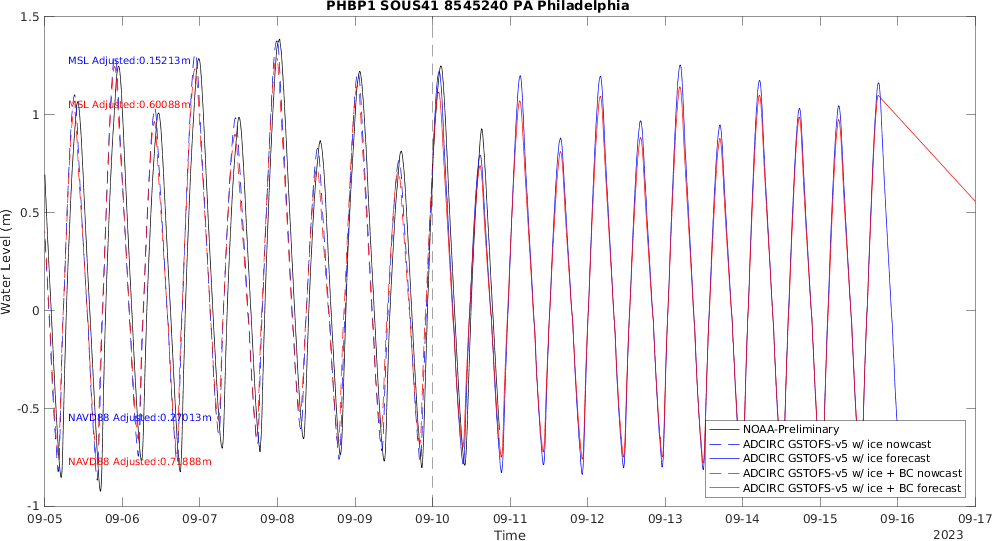 PHBP1 SOUS41 8545240 PA Philadelphia
1.5
1
0.5
0
-0.5
-1
Water Level (m)
MSL Adjusted:0.15213m
MSL Adjusted:0.60088m
NAVD88 Adjusted:0.27013m
NAVD88 Adjusted:0.71888m
NOAA-Preliminary
ADCIRC GSTOFS-v5 w/ ice nowcast
ADCIRC GSTOFS-v5 w/ ice forecast
ADCIRC GSTOFS-v5 w/ ice + BC nowcast
ADCIRC GSTOFS-v5 w/ ice + BC forecast
09-05 09-06 09-07 09-08 09-09 09-10 09-11 09-12 09-13 09-14 09-15 09-16 09-17
Time
2023